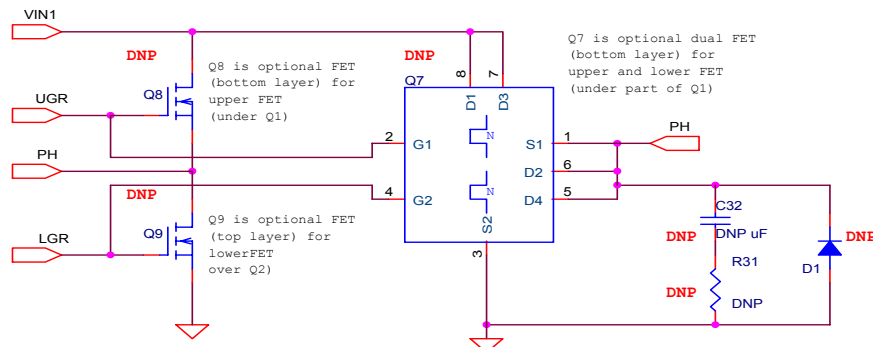 VIN1
DNP
Q8 is optional FET
(bottom layer) for
upper FET
(under Q1)
Q8
UGR
PH
DNP
Q9 is optional FET
(top layer) for
lowerFET
over Q2)
Q9
LGR
DNP
Q7
Q7 is optional dual FET
(bottom layer) for
upper and lower FET
(under part of Q1)
8
7
D1
D3
2
G1
N
S1
1
PH
D2
6
4
G2
N
D4
5
S2
3
C32
DNP
DNP uF
R31
DNP
DNP
DNP
D1